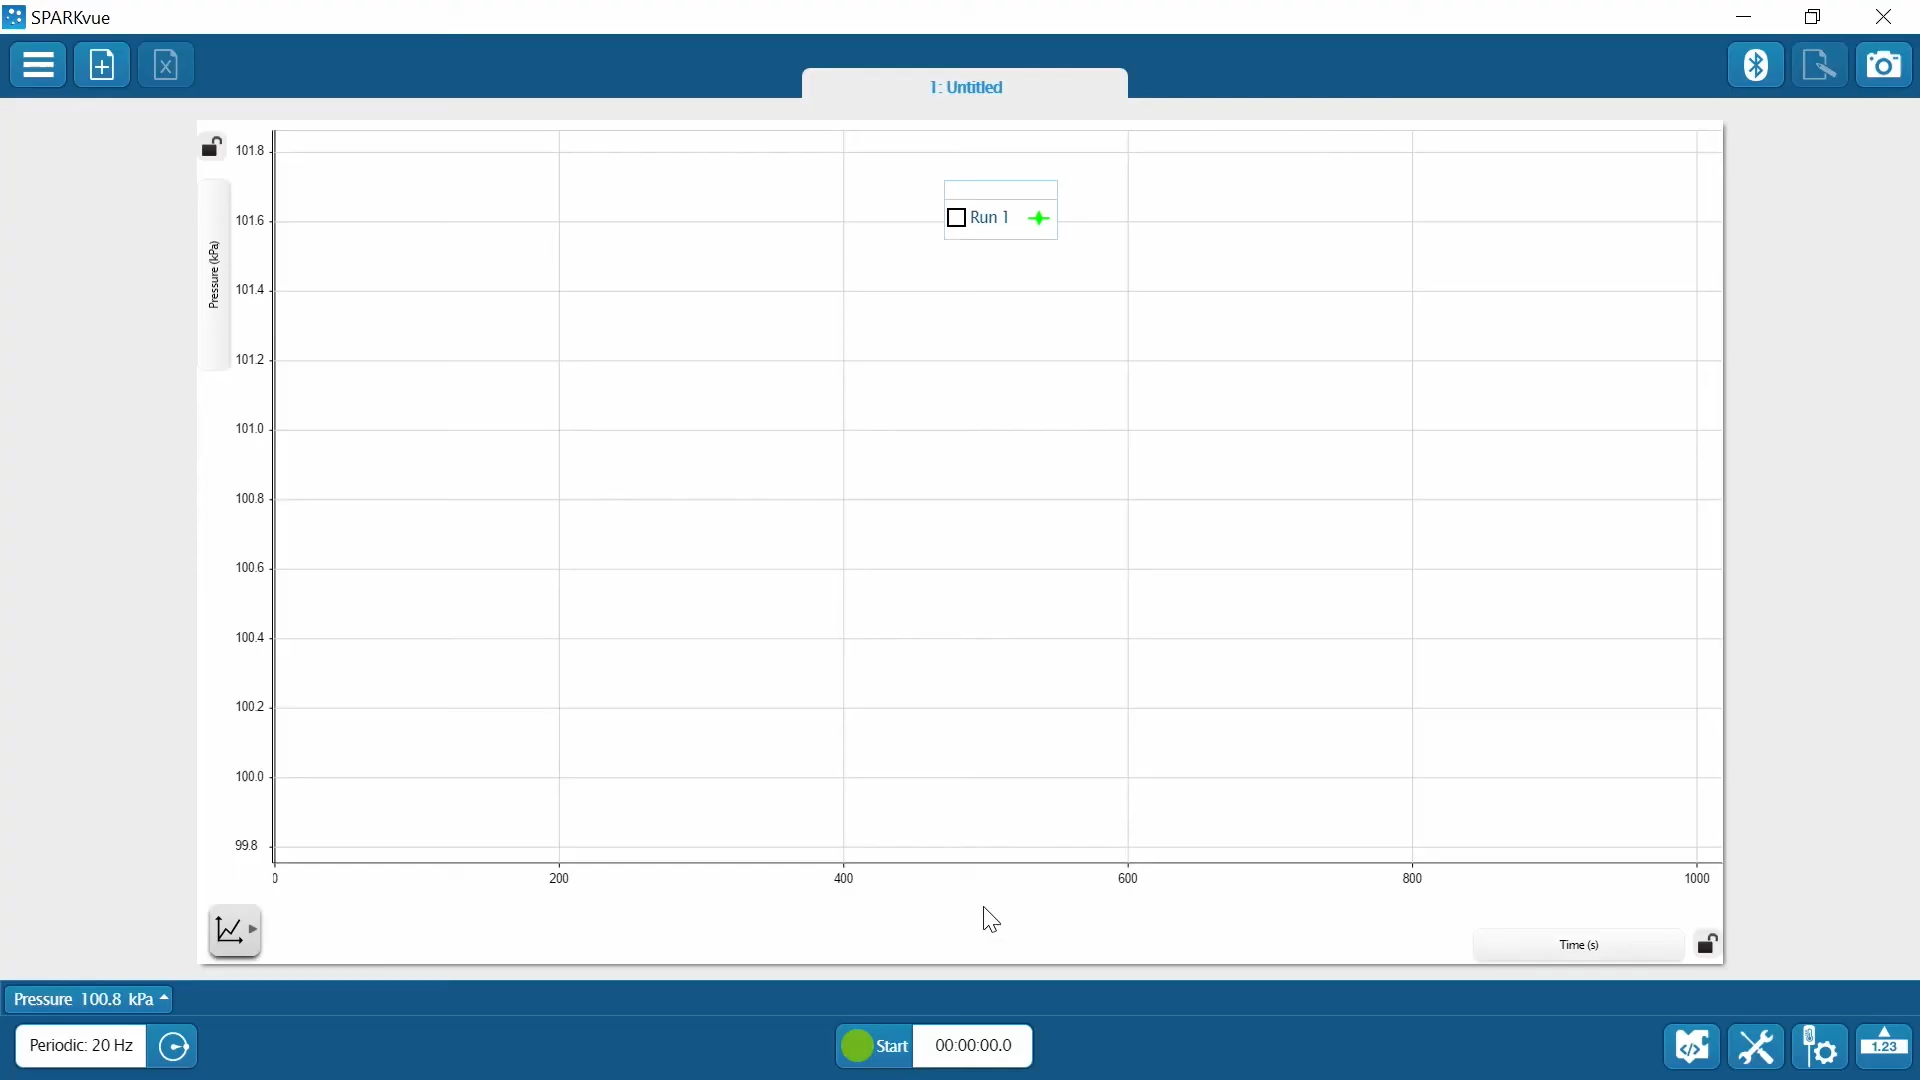 SPARKvue
1: Untitled
101.8
Run 1
101.6
Pressure (kPa)
101.4
101.2
101.0
100.8
100.6
100.4
100.2
100.0
99.8
0 200 400 600 800 1000
Time (s)
Pressure 100.8 kPa
Periodic: 20 Hz
Start 00:00:00.0
1.23